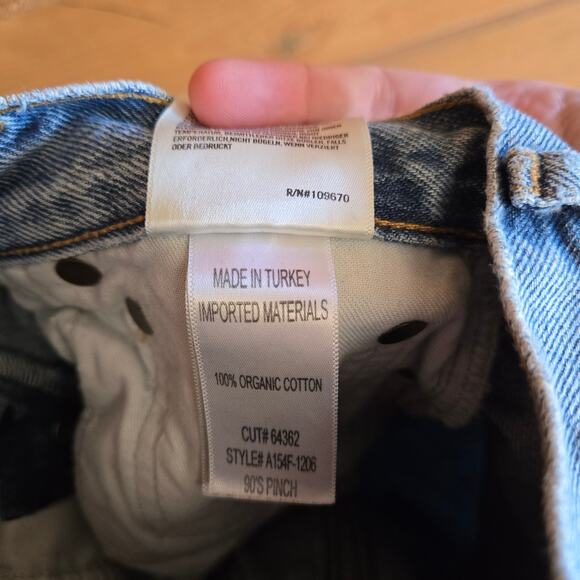 TEMPERATUR, 
ERFORDERLICH, NICHT BÜGELN, WENN VERZIERT
ODER BEDRUCKT
R/N#109670
MADE IN TURKEY
IMPORTED MATERIALS
100% ORGANIC COTTON
CUT# 64362
STYLE# A154F-1206
90'S PINCH